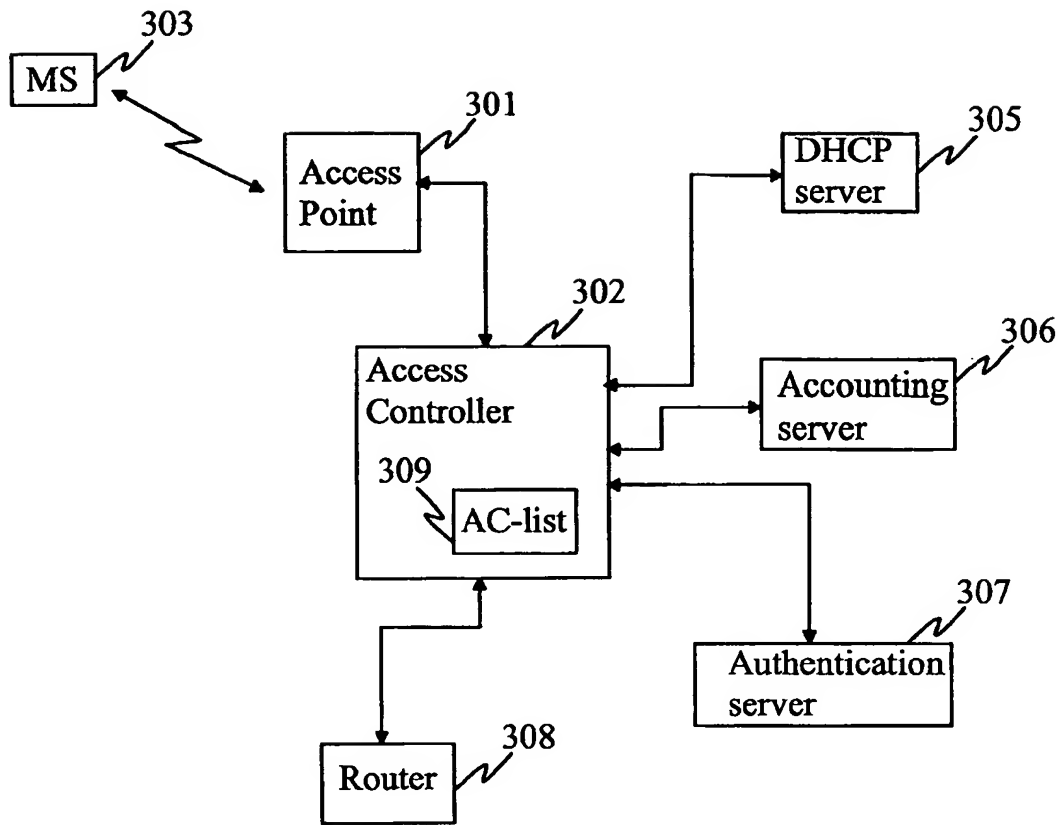 303
MS
301
Access
Point
305
DHCP
server
302
Access
Controller
306
Accounting
server
309
AC-list
307
Authentication
server
308
Router